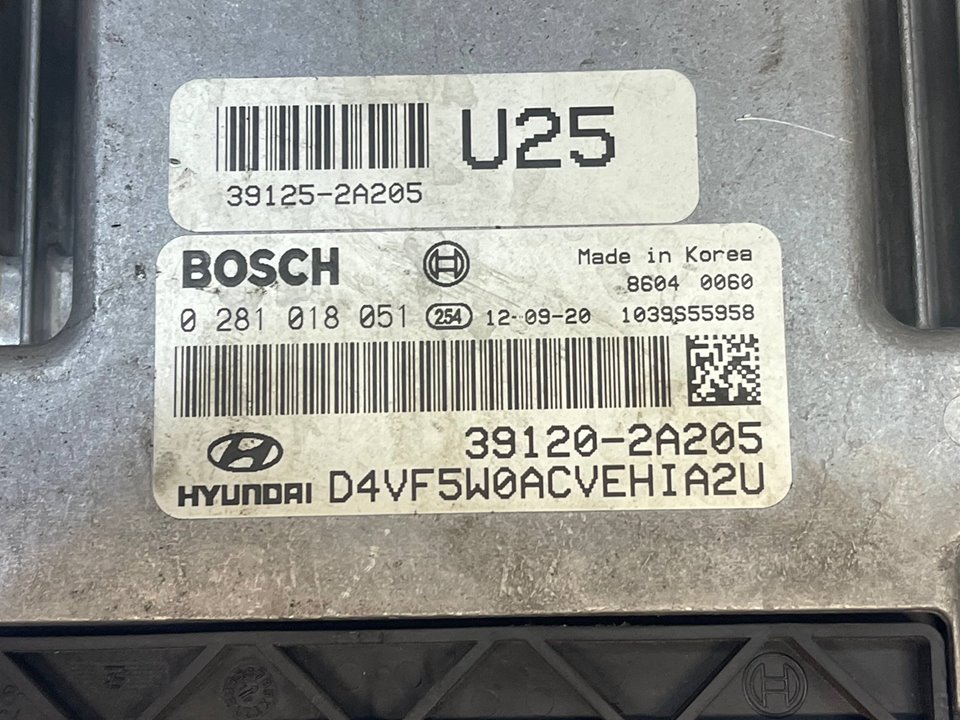 U25
39125-2A205
BOSCH
Made in Korea
8604 0060
0 281 018 051 254 12-09-20 1039S55958
39120-2A205
HYUNDAI D4VF5W0ACVEHIA2U